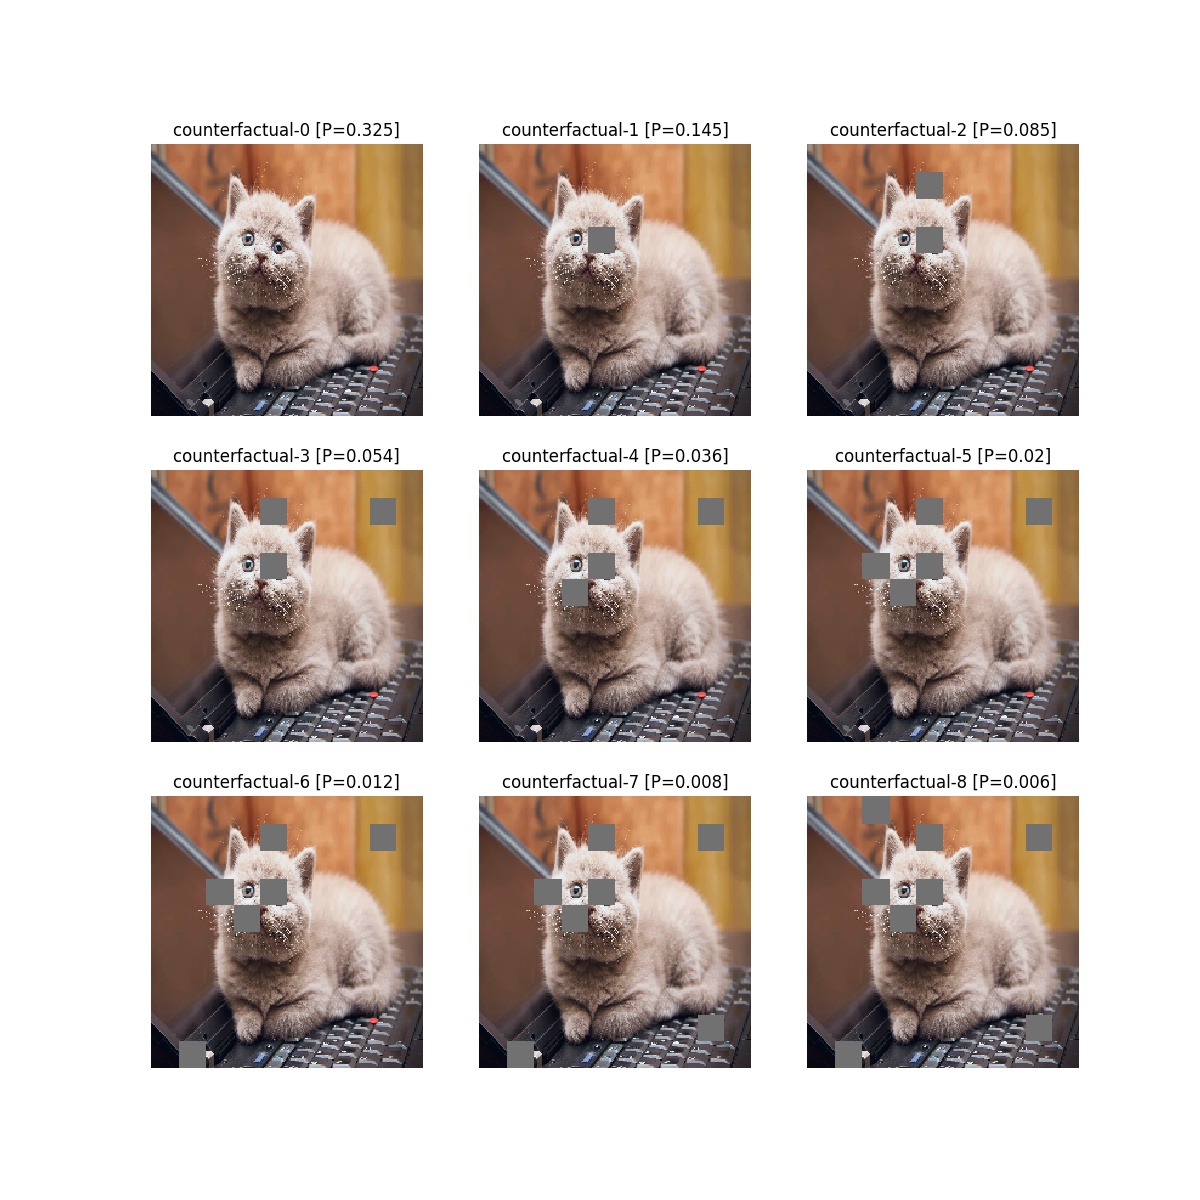 counterfactual-0 [P=0.325]
counterfactual-1 [P=0.145]
counterfactual-2 [P=0.085]
counterfactual-3 [P=0.054]
counterfactual-4 [P=0.036]
counterfactual-5 [P=0.02]
counterfactual-6 [P=0.012]
counterfactual-7 [P=0.008]
counterfactual-8 [P=0.006]